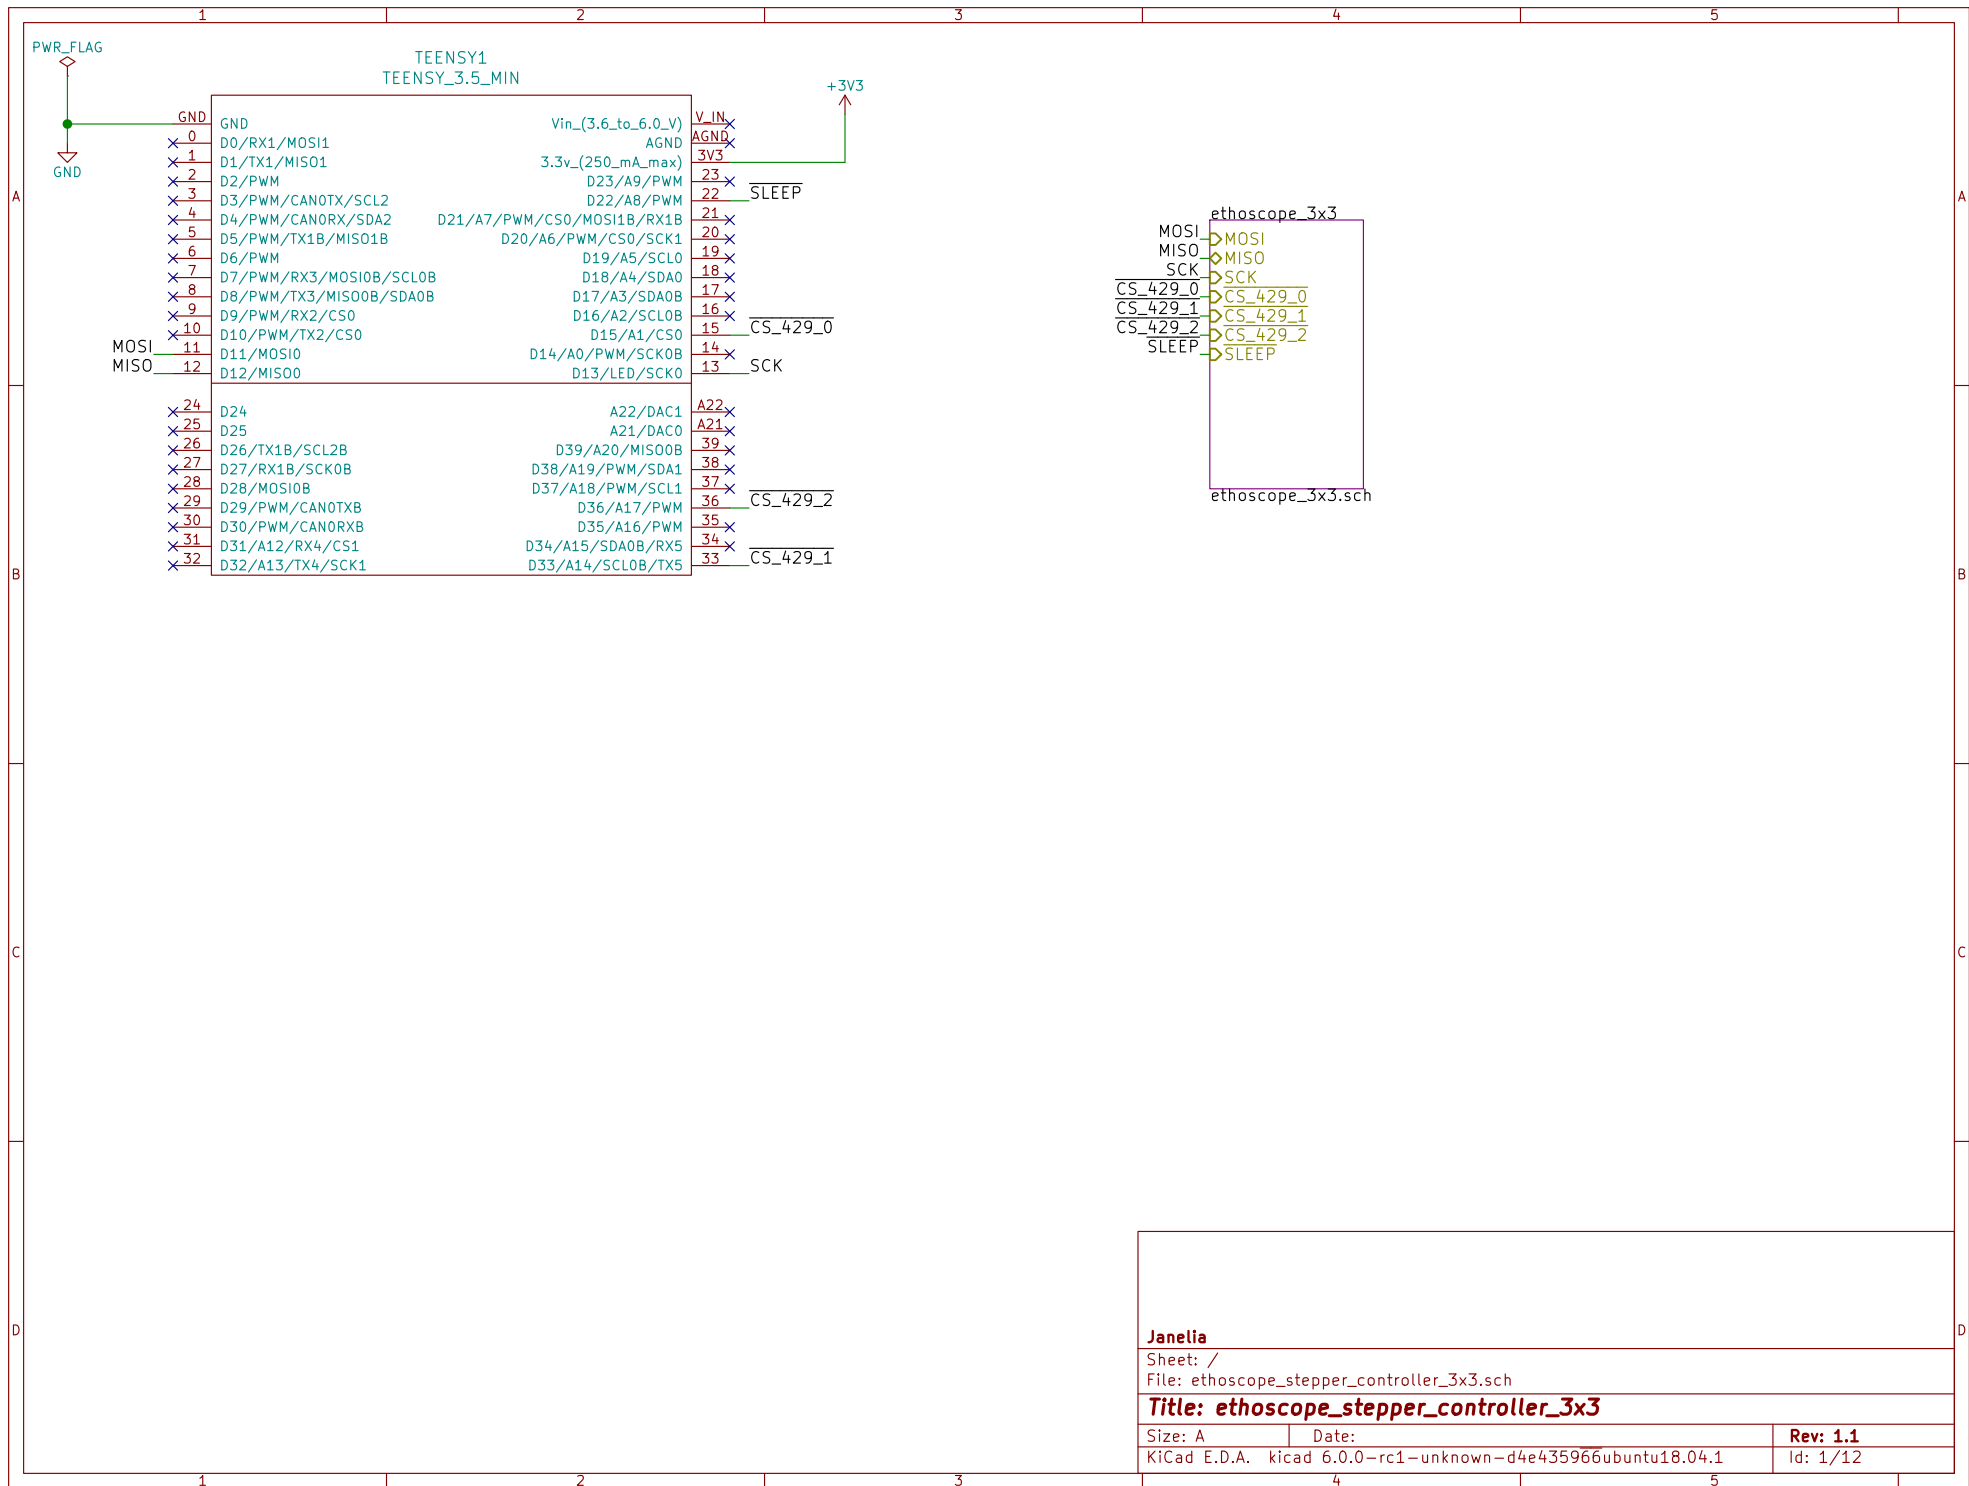 1 2 3 4 5
PWR_FLAG
GND
TEENSY1
TEENSY_3.5_MIN
+3V3
GND GND Vin_(3.6_to_6.0_V) V_IN
0 D0/RX1/MOSI1 AGND AGND
1 D1/TX1/MISO1 3.3v_(250_mA_max) 3V3
2 D2/PWM D23/A9/PWM 23
3 D3/PWM/CAN0TX/SCL2 D22/A8/PWM 22 SLEEP
4 D4/PWM/CAN0RX/SDA2 D21/A7/PWM/CS0/MOSI1B/RX1B 21
5 D5/PWM/TX1B/MISO1B D20/A6/PWM/CS0/SCK1 20
6 D6/PWM D19/A5/SCL0 19
7 D7/PWM/RX3/MOSI0B/SCL0B D18/A4/SDA0 18
8 D8/PWM/TX3/MISO0B/SDA0B D17/A3/SDA0B 17
9 D9/PWM/RX2/CS0 D16/A2/SCL0B 16
10 D10/PWM/TX2/CS0 D15/A1/CS0 15 CS_429_0
MOSI 11 D11/MOSI0 D14/A0/PWM/SCK0B 14
MISO 12 D12/MISO0 D13/LED/SCK0 13 SCK
24 D24 A22/DAC1 A22
25 D25 A21/DAC0 A21
26 D26/TX1B/SCL2B D39/A20/MISO0B 39
27 D27/RX1B/SCK0B D38/A19/PWM/SDA1 38
28 D28/MOSI0B D37/A18/PWM/SCL1 37
29 D29/PWM/CAN0TXB D36/A17/PWM 36 CS_429_2
30 D30/PWM/CAN0RXB D35/A16/PWM 35
31 D31/A12/RX4/CS1 D34/A15/SDA0B/RX5 34
32 D32/A13/TX4/SCK1 D33/A14/SCL0B/TX5 33 CS_429_1
ethoscope_3x3
MOSI MOSI
MISO MISO
SCK SCK
CS_429_0 CS_429_0
CS_429_1 CS_429_1
CS_429_2 CS_429_2
SLEEP SLEEP
ethoscope_3x3.sch
A A
B B
C C
D D
Janelia
Sheet: /
File: ethoscope_stepper_controller_3x3.sch
Title: ethoscope_stepper_controller_3x3
Size: A Date: Rev: 1.1
KiCad E.D.A. kicad 6.0.0-rc1-unknown-d4e435966ubuntu18.04.1 Id: 1/12
1 2 3 4 5